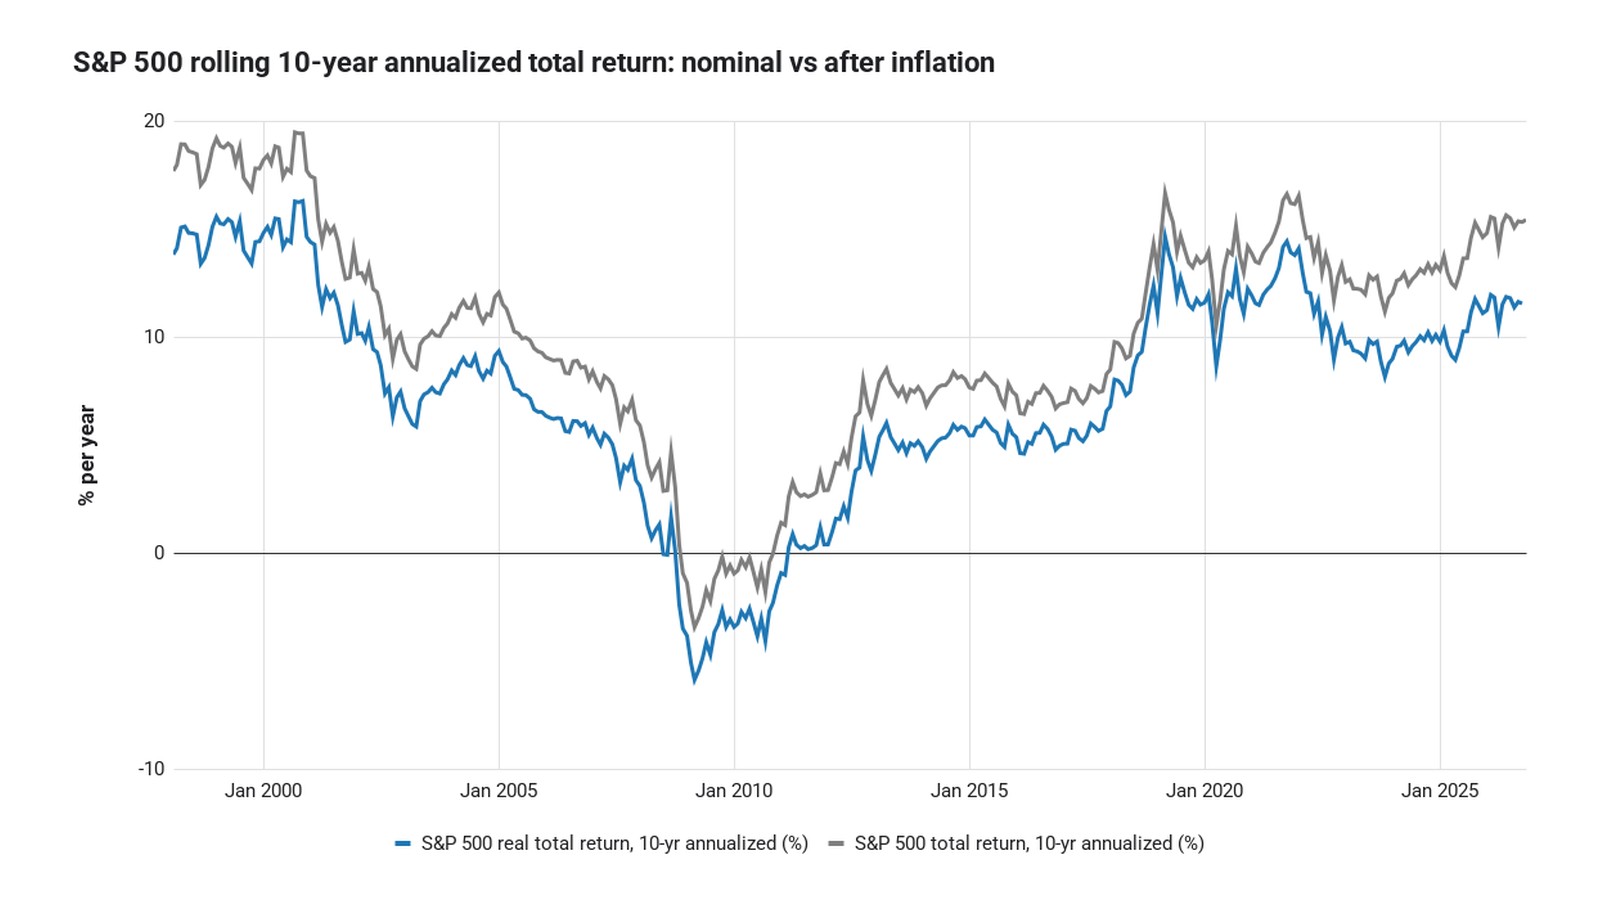 S&P 500 rolling 10-year annualized total return: nominal vs after inflation
% per year
20
10
0
-10
Jan 2000
Jan 2005
Jan 2010
Jan 2015
Jan 2020
Jan 2025
S&P 500 real total return, 10-yr annualized (%)
S&P 500 total return, 10-yr annualized (%)